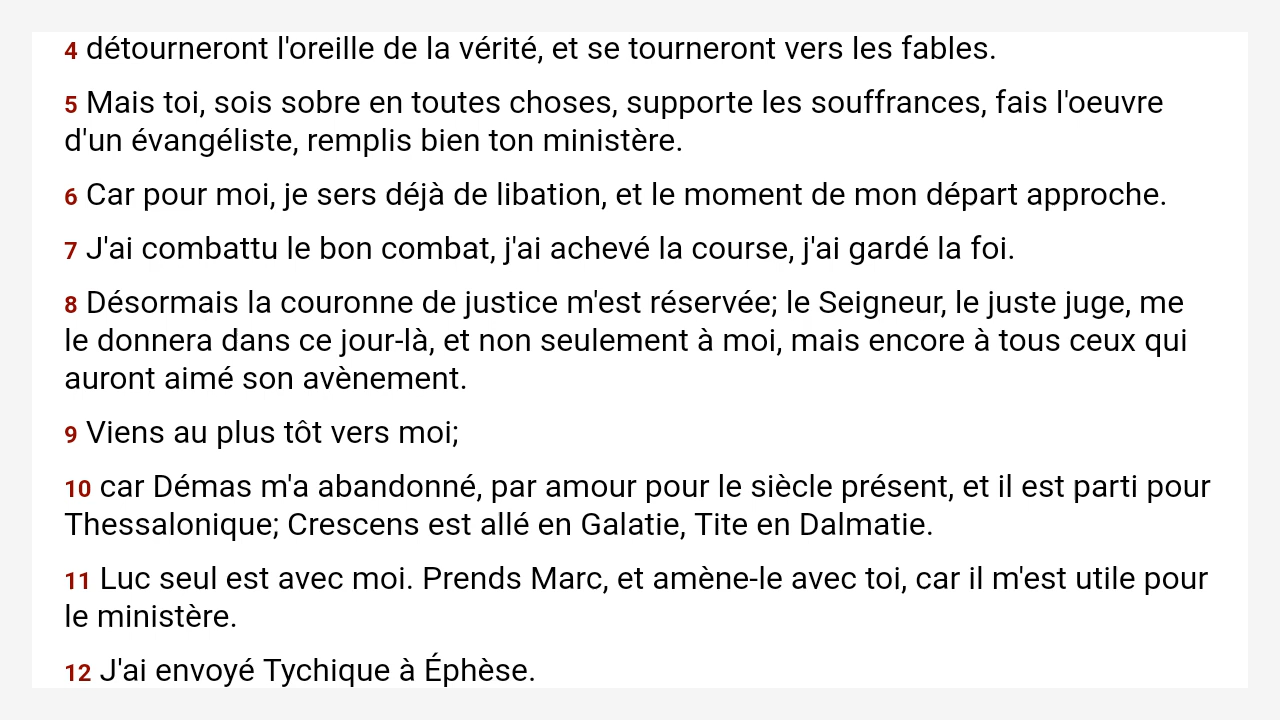 4 détourneront l'oreille de la vérité, et se tourneront vers les fables.
5 Mais toi, sois sobre en toutes choses, supporte les souffrances, fais l'oeuvre
d'un évangéliste, remplis bien ton ministère.
6 Car pour moi, je sers déjà de libation, et le moment de mon départ approche.
7 J'ai combattu le bon combat, j'ai achevé la course, j'ai gardé la foi.
8 Désormais la couronne de justice m'est réservée; le Seigneur, le juste juge, me
le donnera dans ce jour-là, et non seulement à moi, mais encore à tous ceux qui
auront aimé son avènement.
9 Viens au plus tôt vers moi;
10 car Démas m'a abandonné, par amour pour le siècle présent, et il est parti pour
Thessalonique; Crescens est allé en Galatie, Tite en Dalmatie.
11 Luc seul est avec moi. Prends Marc, et amène-le avec toi, car il m'est utile pour
le ministère.
12 J'ai envoyé Tychique à Éphèse.